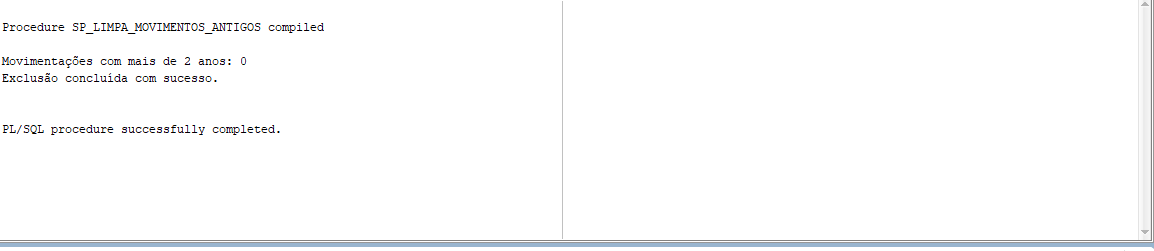 Procedure SP_LIMPA_MOVIMENTOS_ANTIGOS compiled
Movimentações com mais de 2 anos: 0
Exclusão concluída com sucesso.
PL/SQL procedure successfully completed.